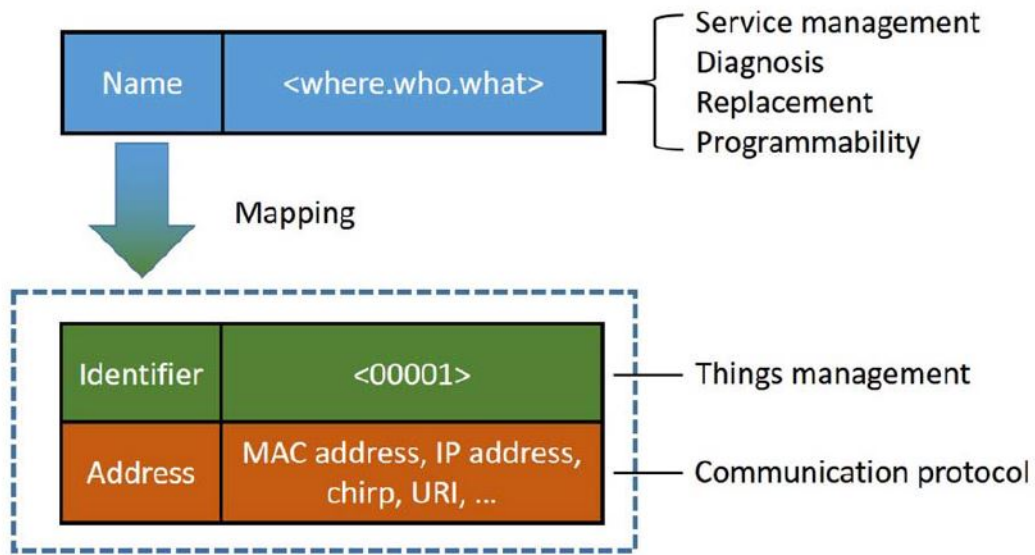 Name
<where.who.what>
Service management
Diagnosis
Replacement
Programmability
Mapping
Identifier
<00001>
Things management
Address
MAC address, IP address,
chirp, URI, ...
Communication protocol